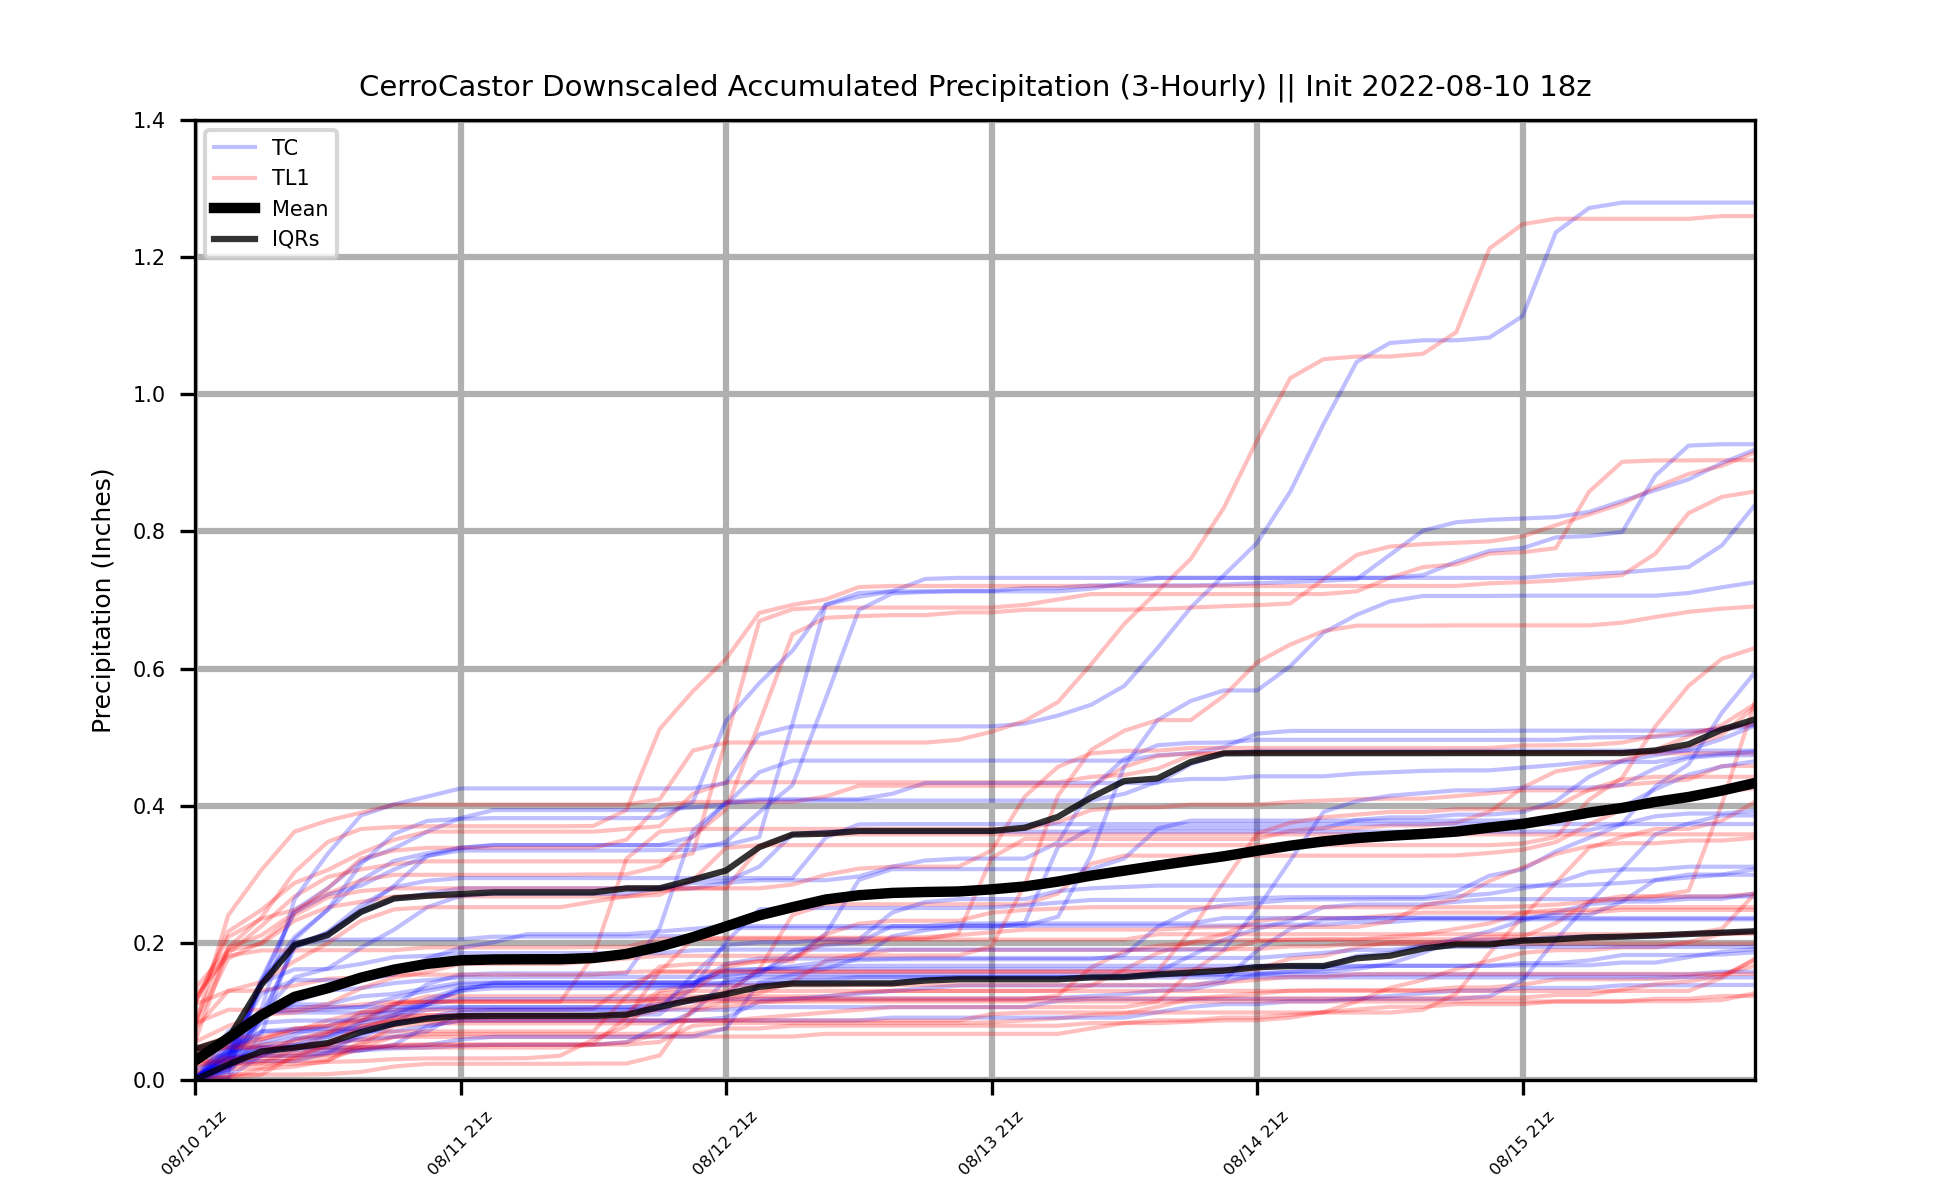 CerroCastor Downscaled Accumulated Precipitation (3-Hourly) || Init 2022-08-10 18z
1.4
1.2
1.0
0.8
0.6
0.4
0.2
0.0
Precipitation (Inches)
TC
TL1
Mean
IQRs
08/10 21z
08/11 21z
08/12 21z
08/13 21z
08/14 21z
08/15 21z